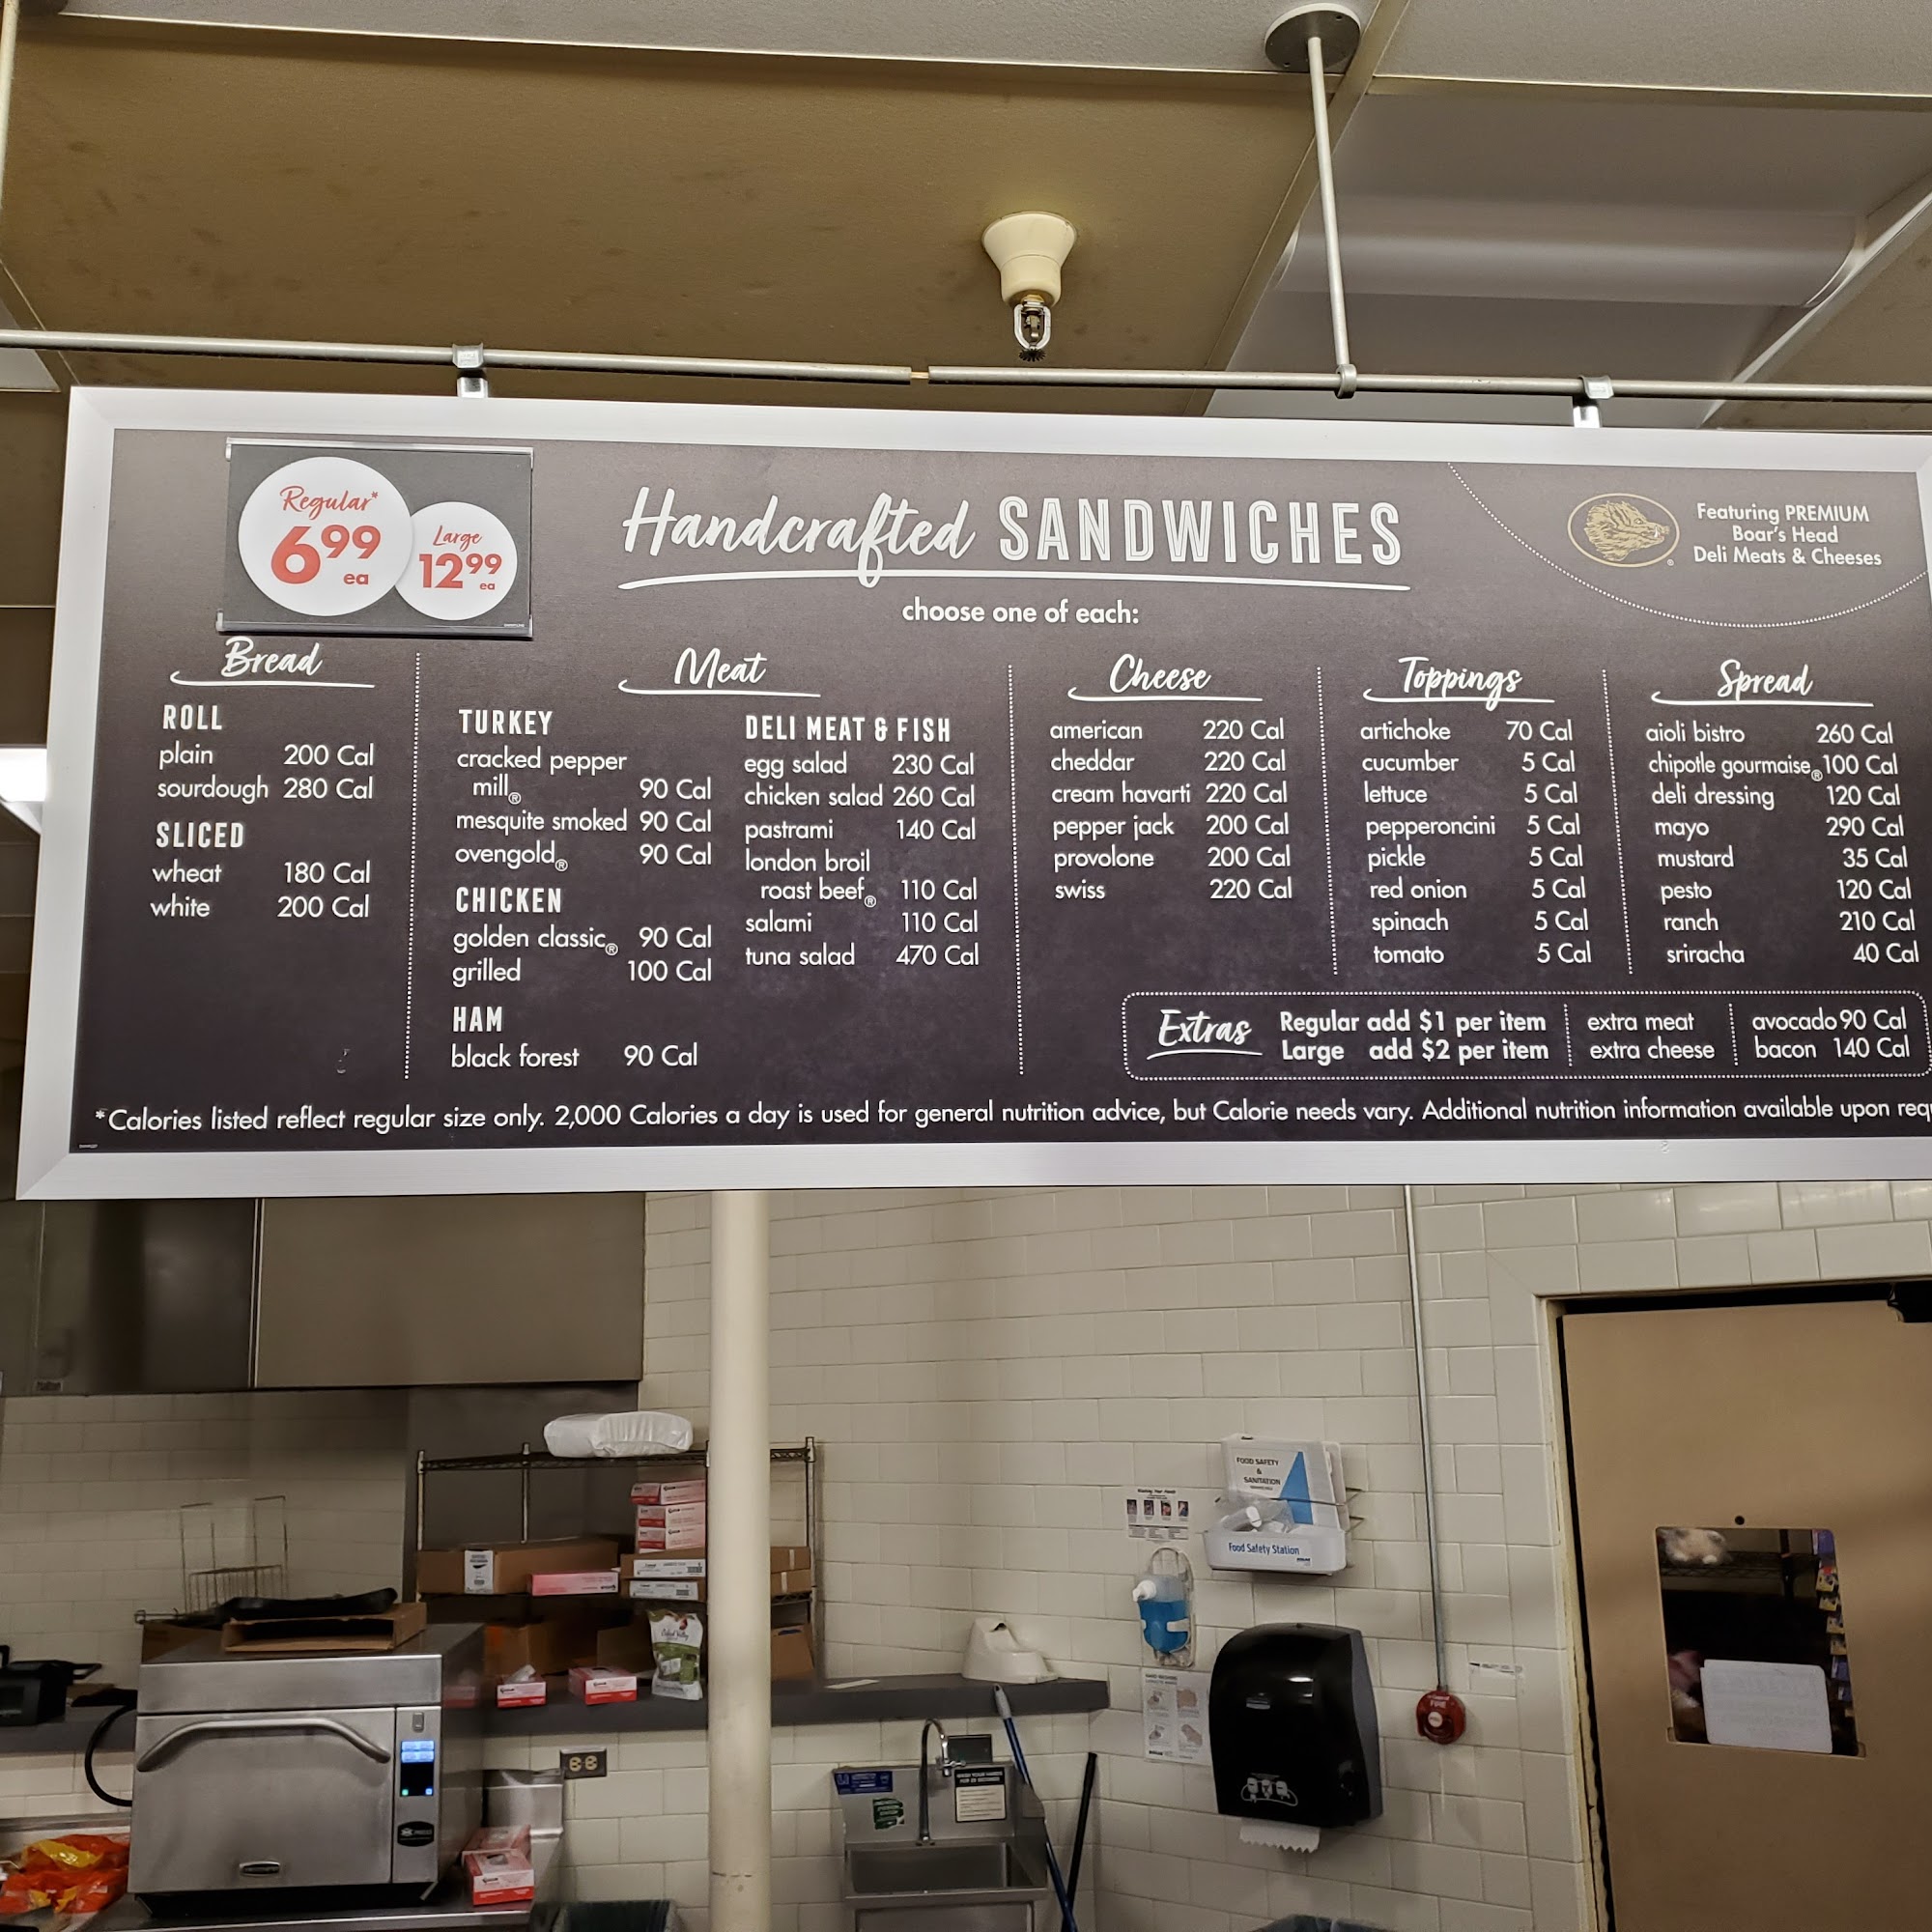 Regular*
6.99
ea
Large
12.99
ea
Handcrafted SANDWICHES
choose one of each:
Featuring PREMIUM
Boar's Head
Deli Meats & Cheeses
®
Bread
ROLL
plain 200 Cal
sourdough 280 Cal
SLICED
wheat 180 Cal
white 200 Cal
Meat
TURKEY
cracked pepper
mill® 90 Cal
mesquite smoked 90 Cal
ovengold® 90 Cal
CHICKEN
golden classic® 90 Cal
grilled 100 Cal
HAM
black forest 90 Cal
DELI MEAT & FISH
egg salad 230 Cal
chicken salad 260 Cal
pastrami 140 Cal
london broil
roast beef® 110 Cal
salami 110 Cal
tuna salad 470 Cal
Cheese
american 220 Cal
cheddar 220 Cal
cream havarti 220 Cal
pepper jack 200 Cal
provolone 200 Cal
swiss 220 Cal
Toppings
artichoke 70 Cal
cucumber 5 Cal
lettuce 5 Cal
pepperoncini 5 Cal
pickle 5 Cal
red onion 5 Cal
spinach 5 Cal
tomato 5 Cal
Spread
aioli bistro 260 Cal
chipotle gourmaise® 100 Cal
deli dressing 120 Cal
mayo 290 Cal
mustard 35 Cal
pesto 120 Cal
ranch 210 Cal
sriracha 40 Cal
Extras
Regular add $1 per item
Large add $2 per item
extra meat
extra cheese
avocado 90 Cal
bacon 140 Cal
*Calories listed reflect regular size only. 2,000 Calories a day is used for general nutrition advice, but Calorie needs vary. Additional nutrition information available upon requ
FOOD SAFETY
&
SANITATION
Food Safety Station
FIRE
WASH YOUR HANDS